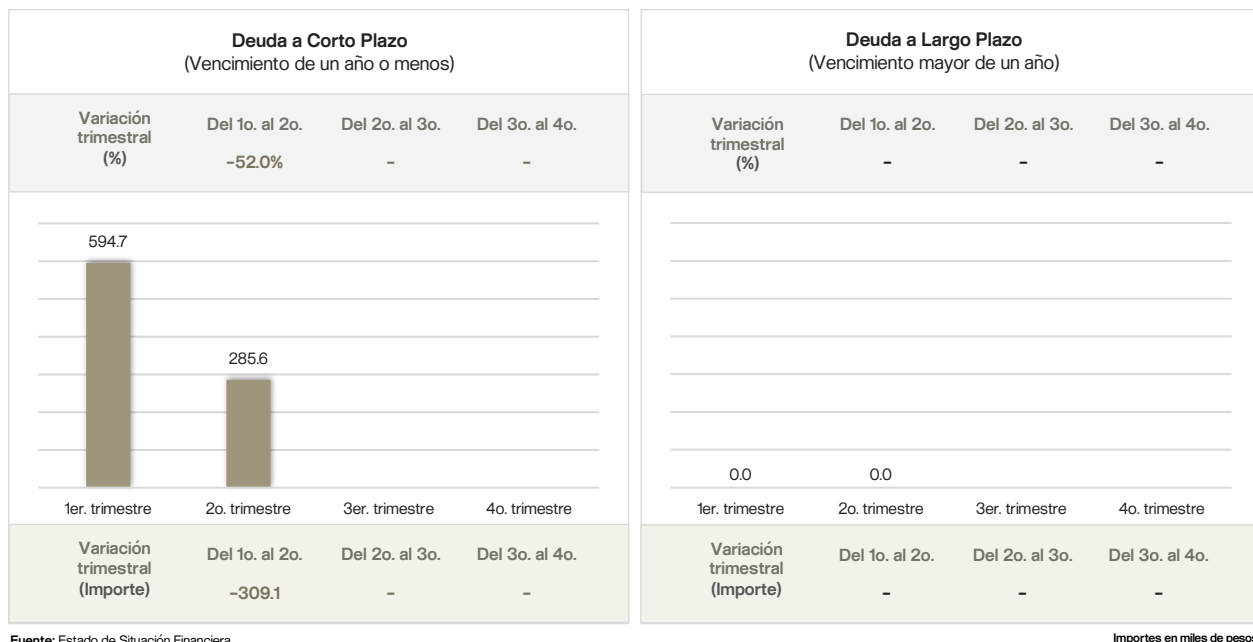 Deuda a Corto Plazo
(Vencimiento de un año o menos)
Variación trimestral (%)
Del 1o. al 2o.
Del 2o. al 3o.
Del 3o. al 4o.
-52.0%
-
-
594.7
285.6
1er. trimestre
2o. trimestre
3er. trimestre
4o. trimestre
Variación trimestral (Importe)
Del 1o. al 2o.
Del 2o. al 3o.
Del 3o. al 4o.
-309.1
-
-
Deuda a Largo Plazo
(Vencimiento mayor de un año)
Variación trimestral (%)
Del 1o. al 2o.
Del 2o. al 3o.
Del 3o. al 4o.
-
-
-
0.0
0.0
1er. trimestre
2o. trimestre
3er. trimestre
4o. trimestre
Variación trimestral (Importe)
Del 1o. al 2o.
Del 2o. al 3o.
Del 3o. al 4o.
-
-
-
Fuente: Estado de Situación Financiera
Importes en miles de pesos